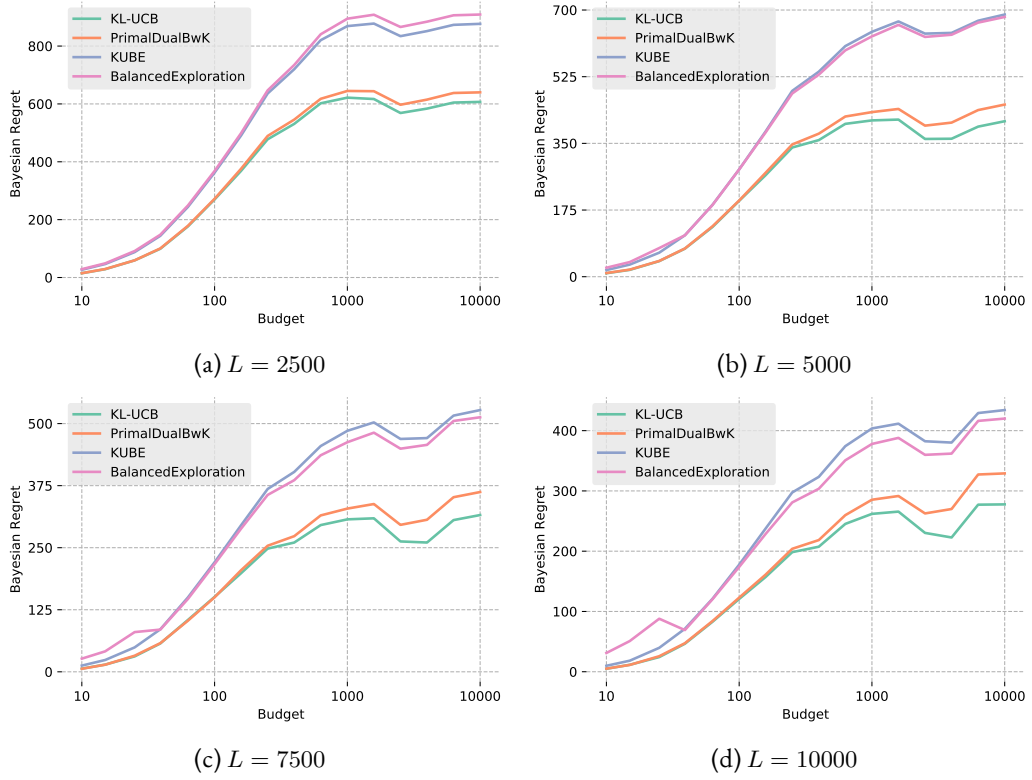 KL-UCB
PrimalDualBwK
KUBE
BalancedExploration
Bayesian Regret
800
600
400
200
0
10 100 1000 10000
Budget
(a) L = 2500
KL-UCB
PrimalDualBwK
KUBE
BalancedExploration
Bayesian Regret
700
525
350
175
0
10 100 1000 10000
Budget
(b) L = 5000
KL-UCB
PrimalDualBwK
KUBE
BalancedExploration
Bayesian Regret
500
375
250
125
0
10 100 1000 10000
Budget
(c) L = 7500
KL-UCB
PrimalDualBwK
KUBE
BalancedExploration
Bayesian Regret
400
300
200
100
0
10 100 1000 10000
Budget
(d) L = 10000